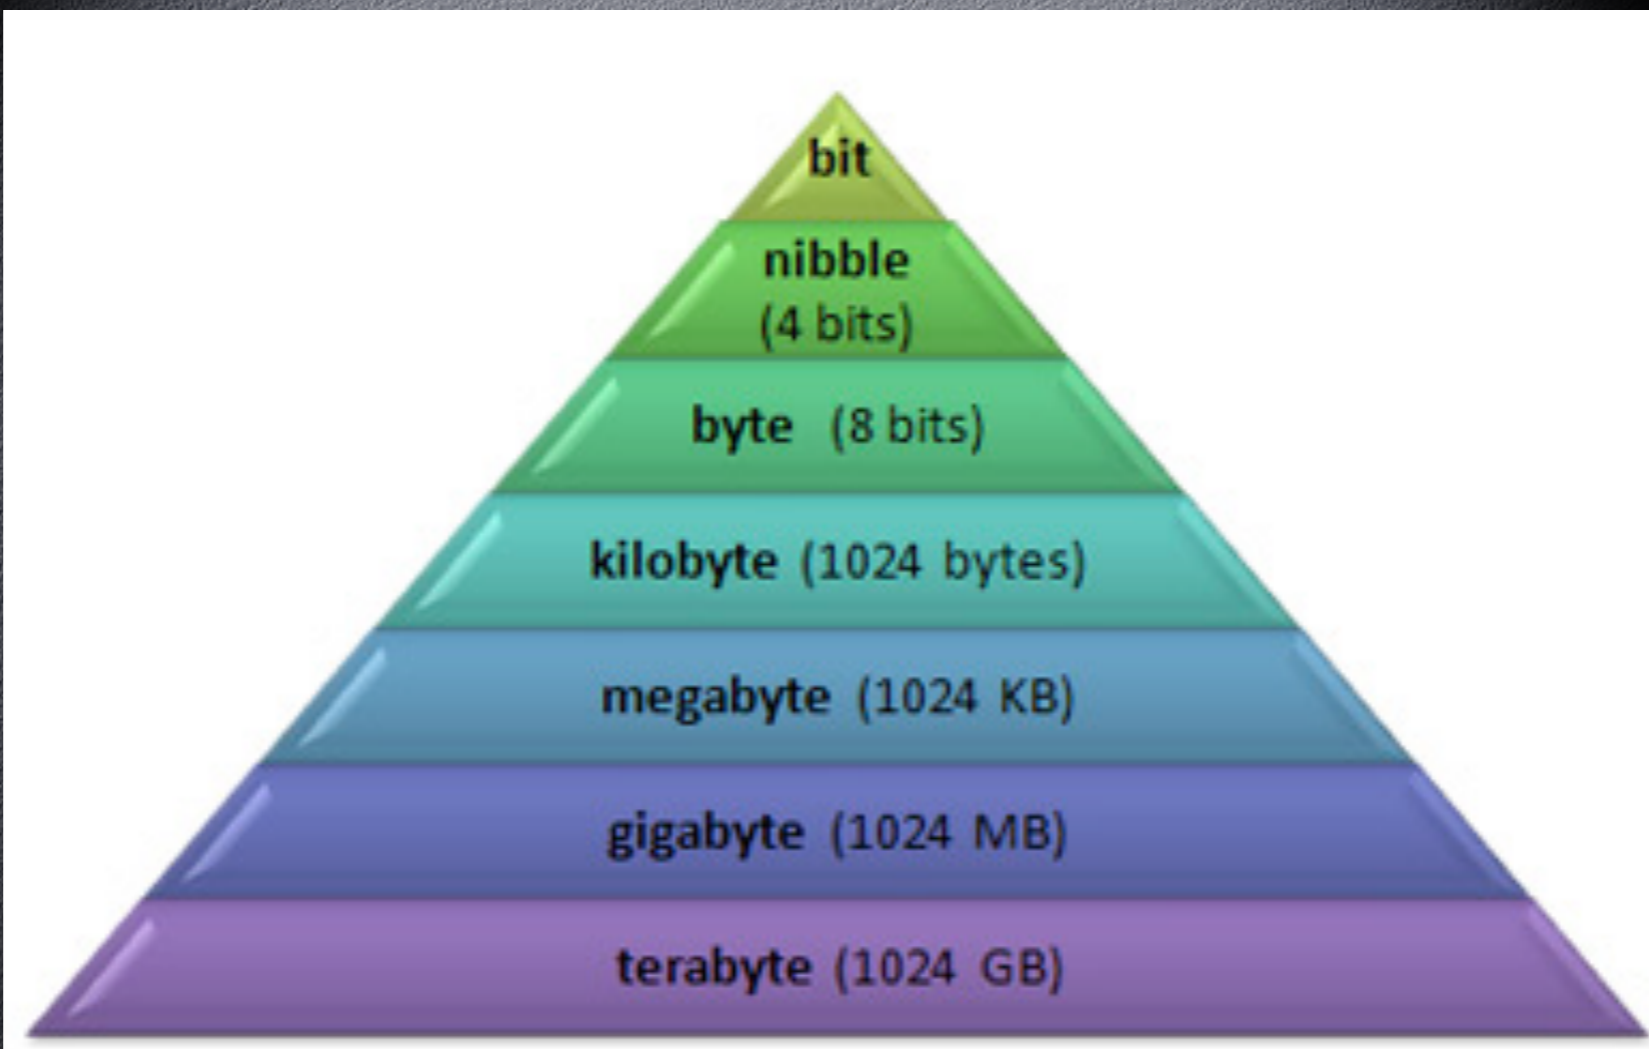 bit
nibble
(4 bits)
byte (8 bits)
kilobyte (1024 bytes)
megabyte (1024 KB)
gigabyte (1024 MB)
terabyte (1024 GB)